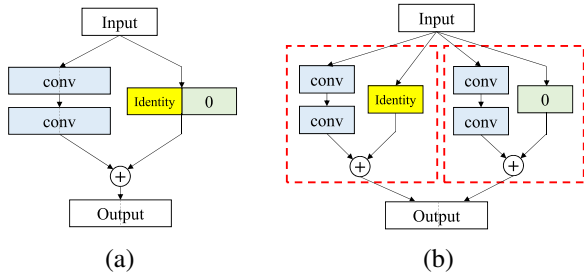 Input
conv
conv
Identity 0
+
Output
(a)
Input
conv
conv
Identity
+
conv
conv
0
+
Output
(b)